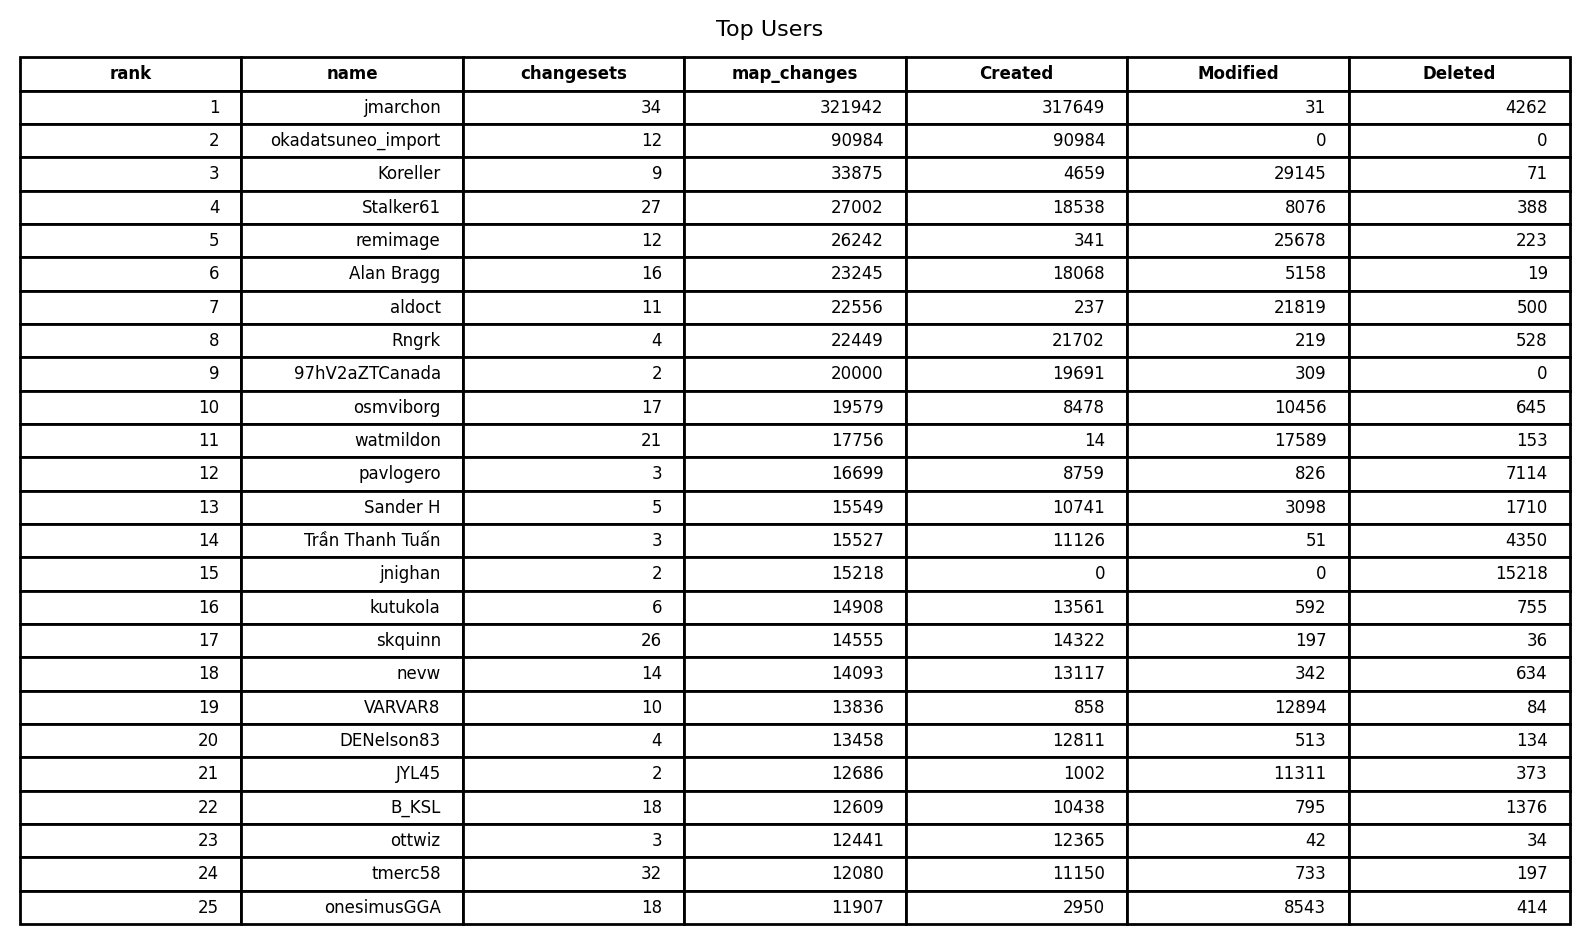 Top Users
rank name changesets map_changes Created Modified Deleted
1 jmarchon 34 321942 317649 31 4262
2 okadatsuneo_import 12 90984 90984 0 0
3 Koreller 9 33875 4659 29145 71
4 Stalker61 27 27002 18538 8076 388
5 remimage 12 26242 341 25678 223
6 Alan Bragg 16 23245 18068 5158 19
7 aldoct 11 22556 237 21819 500
8 Rngrk 4 22449 21702 219 528
9 97hV2aZTCanada 2 20000 19691 309 0
10 osmviborg 17 19579 8478 10456 645
11 watmildon 21 17756 14 17589 153
12 pavlogero 3 16699 8759 826 7114
13 Sander H 5 15549 10741 3098 1710
14 Trần Thanh Tuấn 3 15527 11126 51 4350
15 jnighan 2 15218 0 0 15218
16 kutukola 6 14908 13561 592 755
17 skquinn 26 14555 14322 197 36
18 nevw 14 14093 13117 342 634
19 VARVAR8 10 13836 858 12894 84
20 DENelson83 4 13458 12811 513 134
21 JYL45 2 12686 1002 11311 373
22 B_KSL 18 12609 10438 795 1376
23 ottwiz 3 12441 12365 42 34
24 tmerc58 32 12080 11150 733 197
25 onesimusGGA 18 11907 2950 8543 414